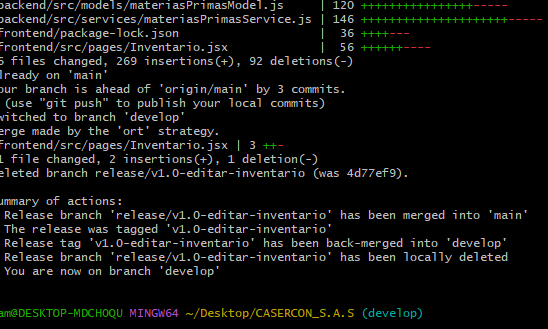 backend/src/models/materiasPrimasModel.js | 120 ++++++++++++++++++-----
backend/src/services/materiasPrimasService.js | 146 ++++++++++++++++++++++-----
frontend/package-lock.json | 36 ++++---
frontend/src/pages/Inventario.jsx | 56 ++++++----
files changed, 269 insertions(+), 92 deletions(-)
lready on 'main'
our branch is ahead of 'origin/main' by 3 commits.
(use "git push" to publish your local commits)
witched to branch 'develop'
erge made by the 'ort' strategy.
frontend/src/pages/Inventario.jsx | 3 ++-
1 file changed, 2 insertions(+), 1 deletion(-)
eleted branch release/v1.0-editar-inventario (was 4d77ef9).
ummary of actions:
Release branch 'release/v1.0-editar-inventario' has been merged into 'main'
The release was tagged 'v1.0-editar-inventario'
Release tag 'v1.0-editar-inventario' has been back-merged into 'develop'
Release branch 'release/v1.0-editar-inventario' has been locally deleted
You are now on branch 'develop'
am@DESKTOP-MDCHOQU MINGW64 ~/Desktop/CASERCON_S.A.S (develop)